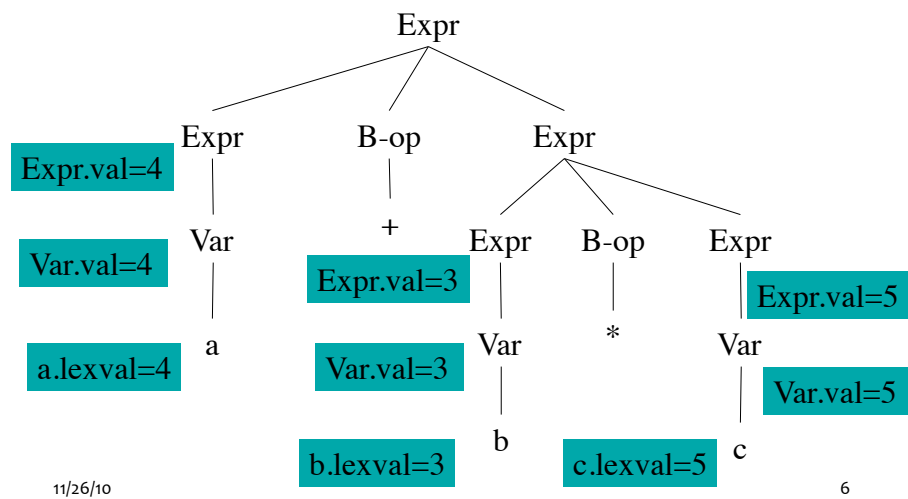 Expr
Expr B-op Expr
Expr.val=4
Var + Expr B-op Expr
Var.val=4 Expr.val=3 Expr.val=5
a Var * Var
a.lexval=4 Var.val=3 Var.val=5
b c
b.lexval=3 c.lexval=5
11/26/10 6